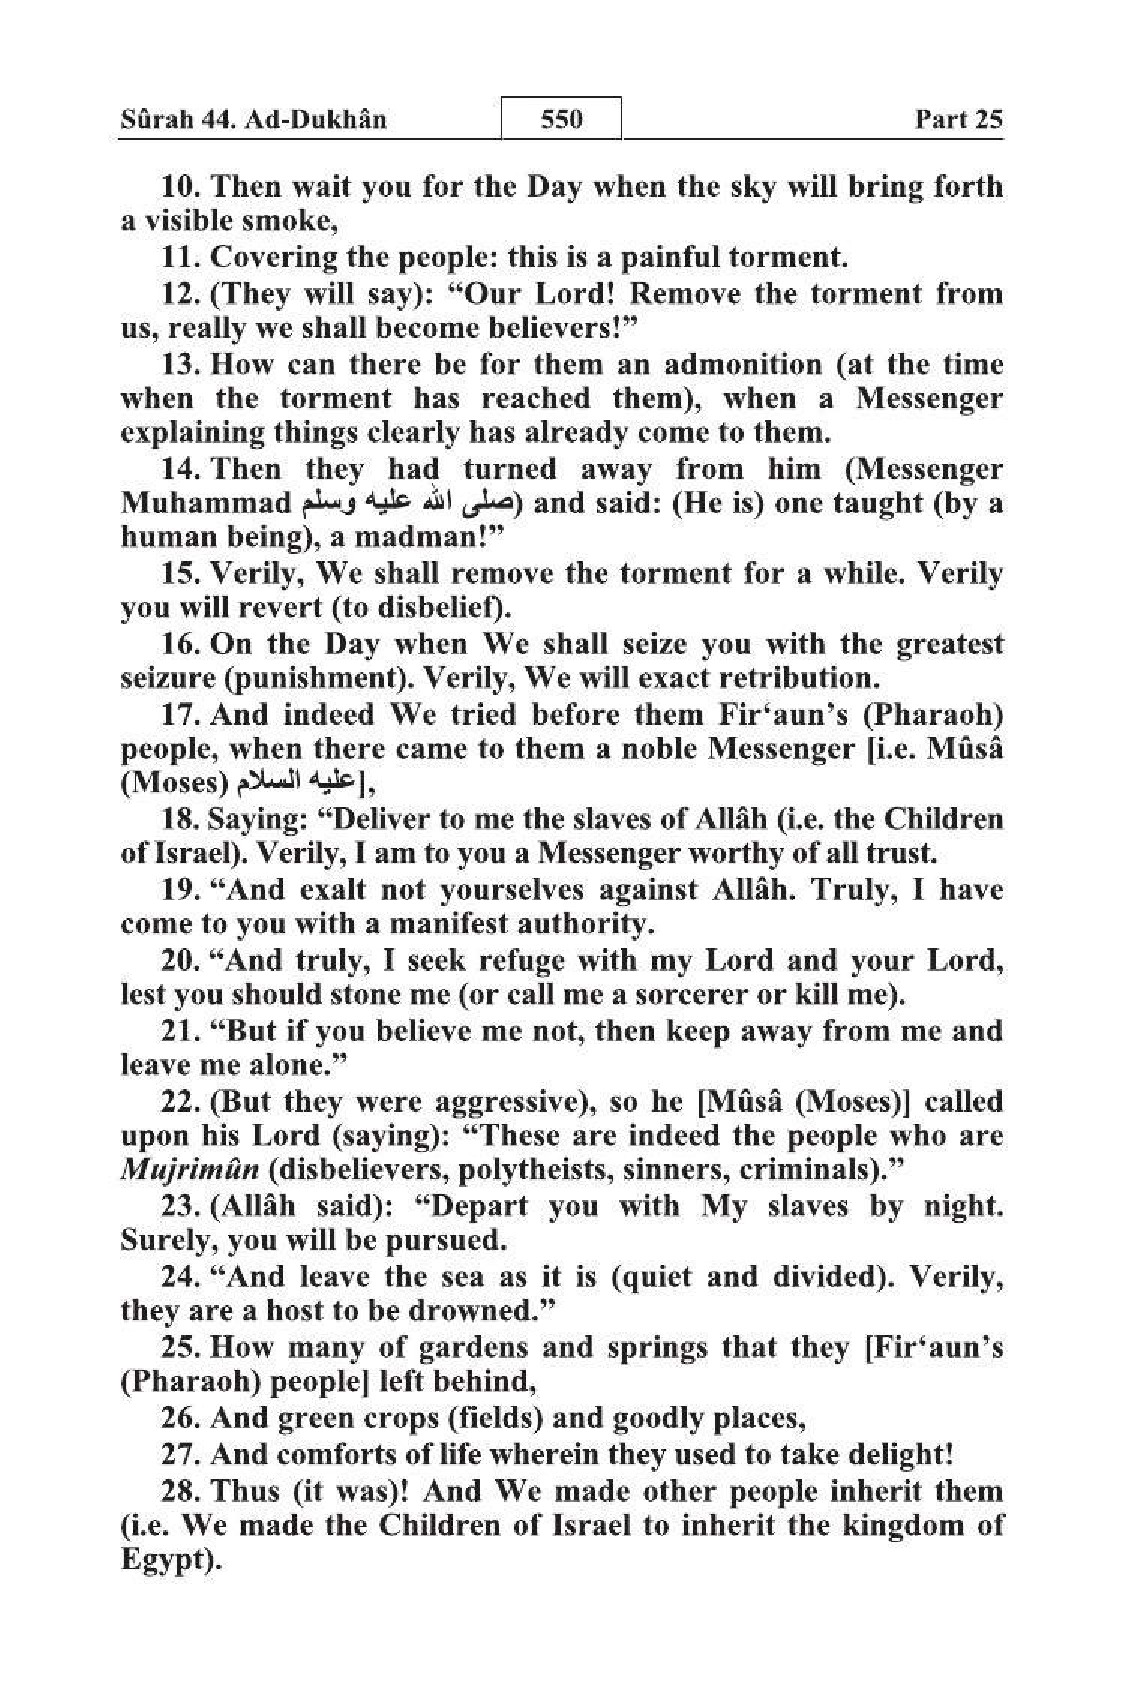 Sûrah 44. Ad-Dukhân 550 Part 25
10. Then wait you for the Day when the sky will bring forth
a visible smoke,
11. Covering the people: this is a painful torment.
12. (They will say): “Our Lord! Remove the torment from
us, really we shall become believers!”
13. How can there be for them an admonition (at the time
when the torment has reached them), when a Messenger
explaining things clearly has already come to them.
14. Then they had turned away from him (Messenger
Muhammad صلى الله عليه وسلم) and said: (He is) one taught (by a
human being), a madman!”
15. Verily, We shall remove the torment for a while. Verily
you will revert (to disbelief).
16. On the Day when We shall seize you with the greatest
seizure (punishment). Verily, We will exact retribution.
17. And indeed We tried before them Fir‘aun’s (Pharaoh)
people, when there came to them a noble Messenger [i.e. Mûsâ
(Moses) عليه السلام],
18. Saying: “Deliver to me the slaves of Allâh (i.e. the Children
of Israel). Verily, I am to you a Messenger worthy of all trust.
19. “And exalt not yourselves against Allâh. Truly, I have
come to you with a manifest authority.
20. “And truly, I seek refuge with my Lord and your Lord,
lest you should stone me (or call me a sorcerer or kill me).
21. “But if you believe me not, then keep away from me and
leave me alone.”
22. (But they were aggressive), so he [Mûsâ (Moses)] called
upon his Lord (saying): “These are indeed the people who are
Mujrimûn (disbelievers, polytheists, sinners, criminals).”
23. (Allâh said): “Depart you with My slaves by night.
Surely, you will be pursued.
24. “And leave the sea as it is (quiet and divided). Verily,
they are a host to be drowned.”
25. How many of gardens and springs that they [Fir‘aun’s
(Pharaoh) people] left behind,
26. And green crops (fields) and goodly places,
27. And comforts of life wherein they used to take delight!
28. Thus (it was)! And We made other people inherit them
(i.e. We made the Children of Israel to inherit the kingdom of
Egypt).